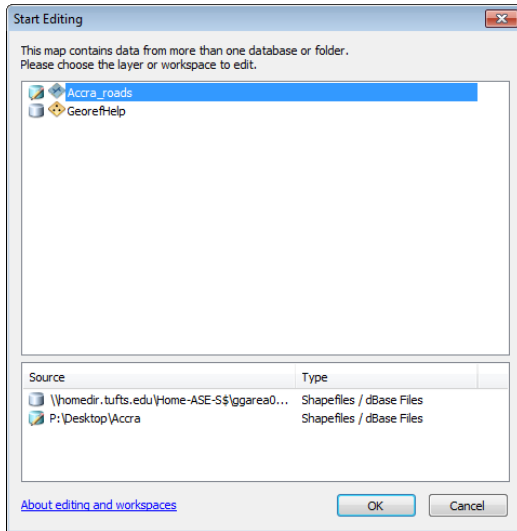 Start Editing
This map contains data from more than one database or folder.
Please choose the layer or workspace to edit.
Accra_roads
GeorefHelp
Source Type
\\homedir.tufts.edu\Home-ASE-S$\ggarea0... Shapefiles / dBase Files
P:\Desktop\Accra Shapefiles / dBase Files
About editing and workspaces OK Cancel